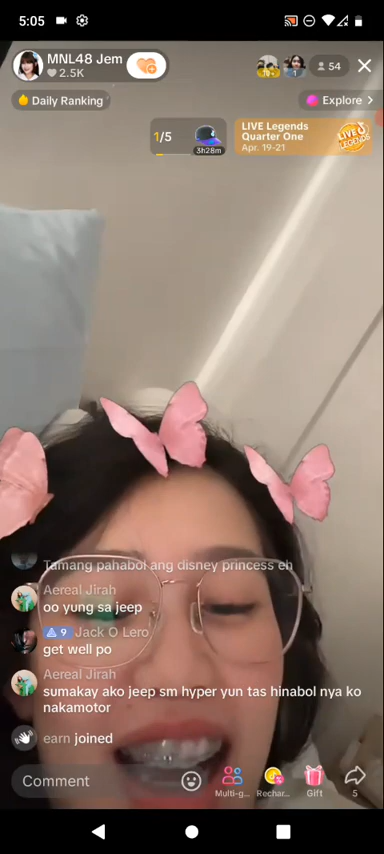 5:05
MNL48 Jem
2.5K
54
Daily Ranking
Explore
1/5
3h28m
LIVE Legends
Quarter One
Apr. 19-21
LIVE
LEGENDS
Tamang pahabol ang disney princess eh
Aereal Jirah
oo yung sa jeep
9 Jack O Lero
get well po
Aereal Jirah
sumakay ako jeep sm hyper yun tas hinabol nya ko
nakamotor
earn joined
Comment
Multi-g...
Rechar...
Gift
5